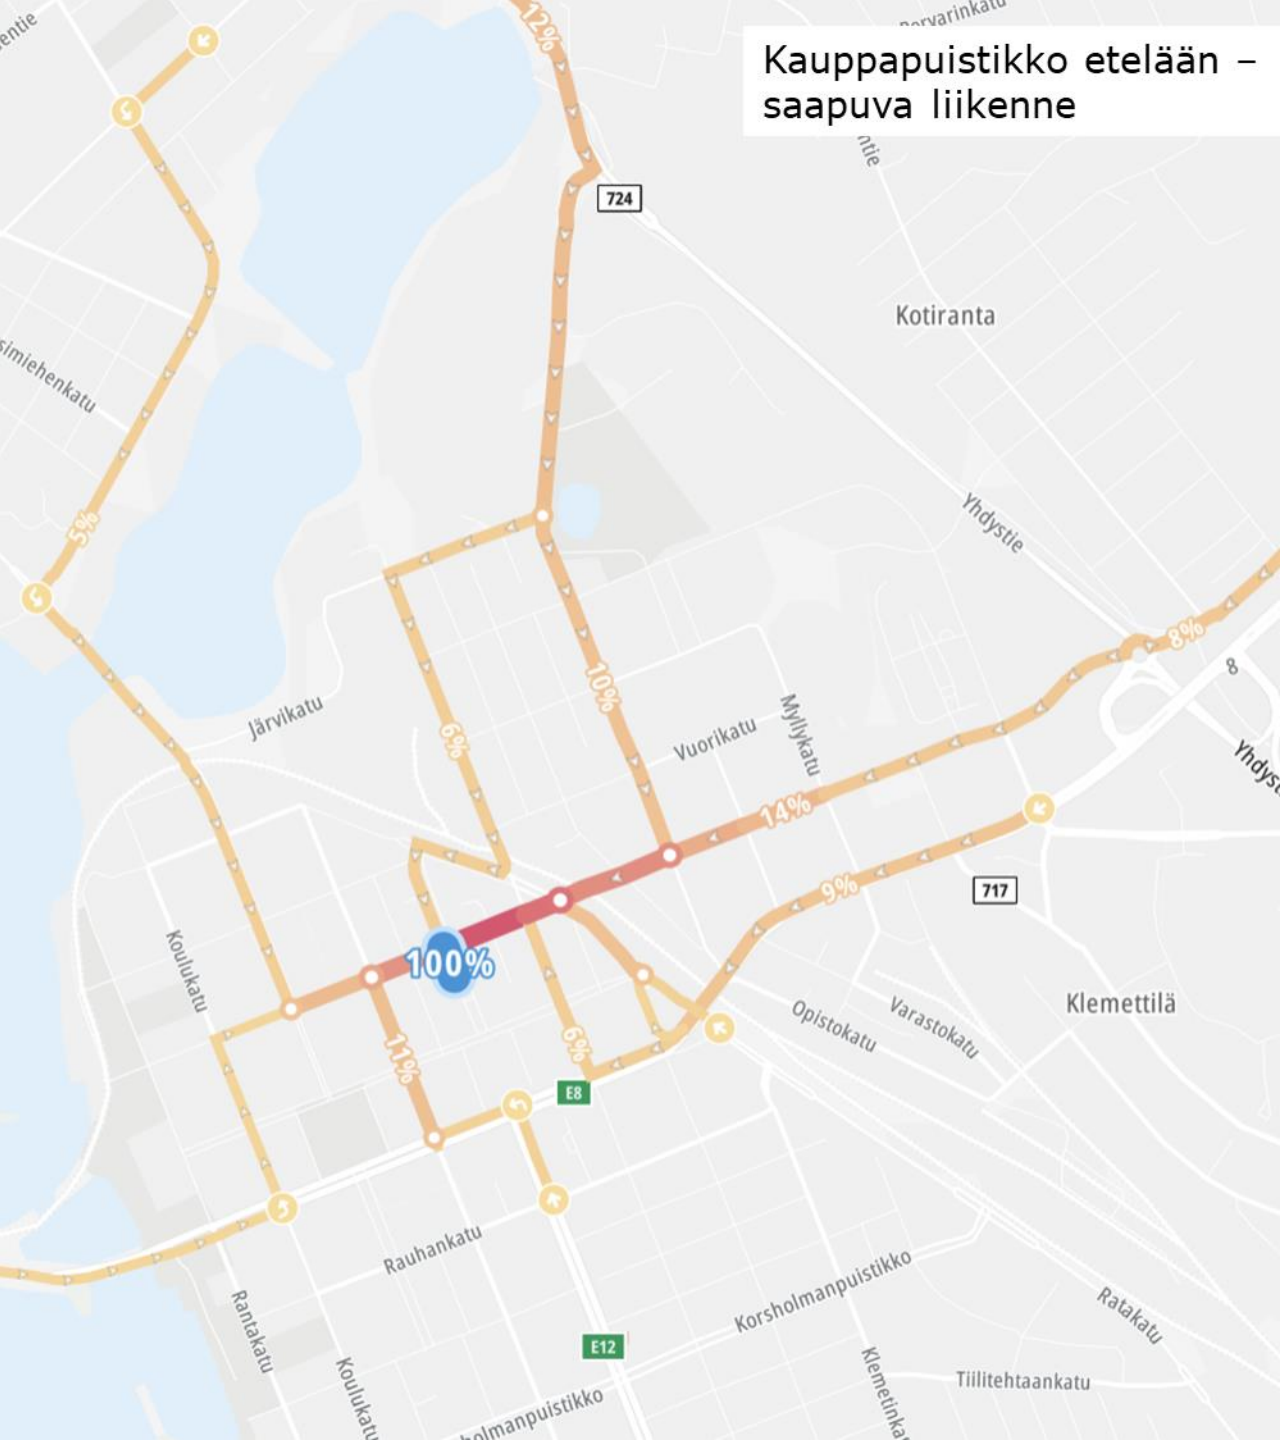 12%
Kauppapuistikko etelään –
saapuva liikenne
724
Kotiranta
5%
Yhdystie
8%
8
10%
Järvikatu
6%
Vuorikatu
Myllykatu
14%
9%
717
100%
Koulukatu
Klemettilä
Opistokatu
Varastokatu
11%
6%
E8
Rauhankatu
Korsholmanpuistikko
Rantakatu
Ratakatu
E12
Koulukatu
Tiilitehtaankatu